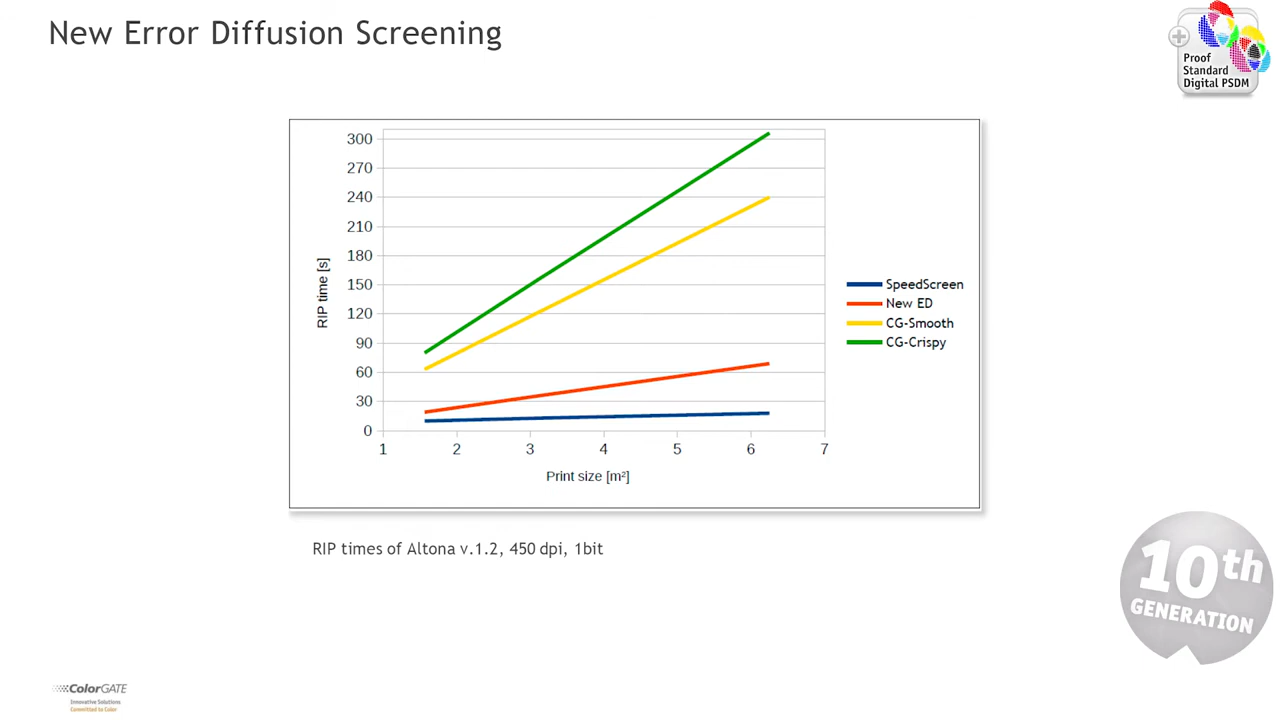 New Error Diffusion Screening
Proof
Standard
Digital PSDM
300
270
240
210
180
150
120
90
60
30
0
RIP time [s]
1 2 3 4 5 6 7
Print size [m²]
SpeedScreen
New ED
CG-Smooth
CG-Crispy
RIP times of Altona v.1.2, 450 dpi, 1bit
10th
GENERATION
ColorGATE
Innovative Solutions
Committed to Color